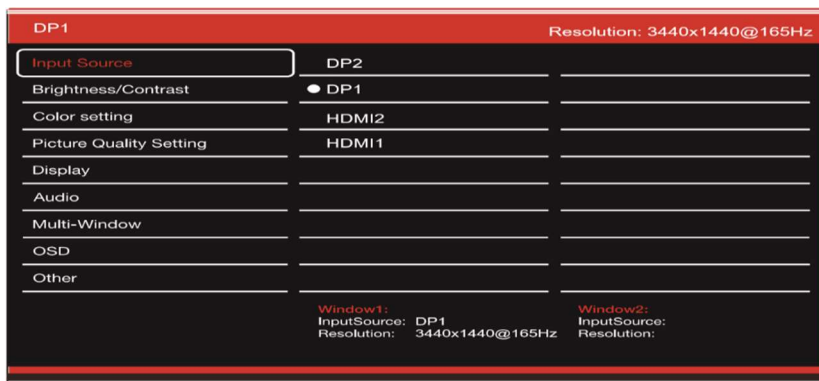 DP1
Resolution: 3440x1440@165Hz
Input Source
DP2
Brightness/Contrast
DP1
Color setting
HDMI2
Picture Quality Setting
HDMI1
Display
Audio
Multi-Window
OSD
Other
Window1:
InputSource: DP1
Resolution: 3440x1440@165Hz
Window2:
InputSource:
Resolution: